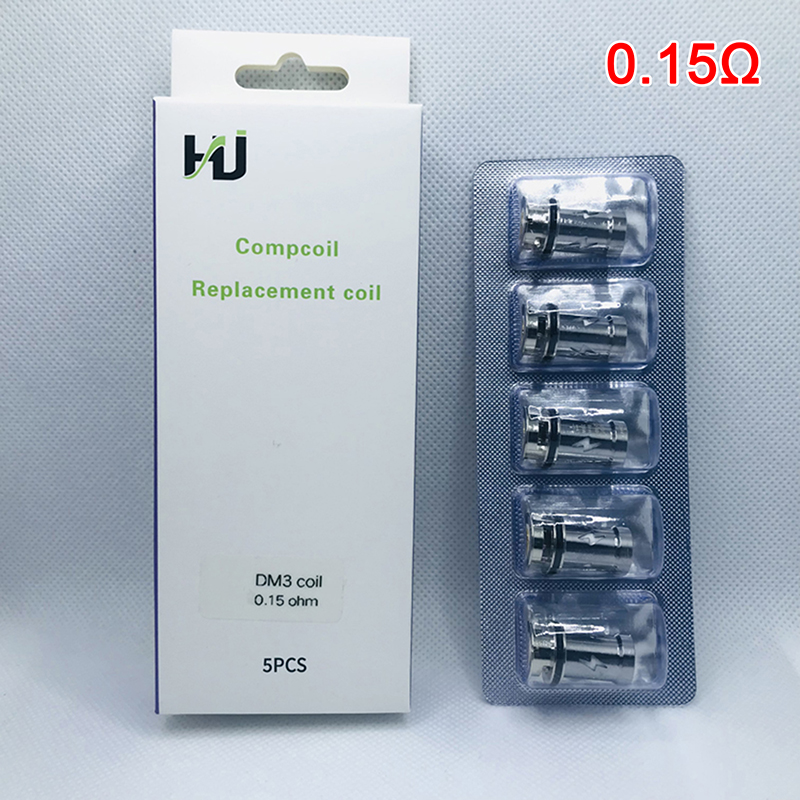 0.15Ω
HJ
Compcoil
Replacement coil
DM3 coil
0.15 ohm
5PCS